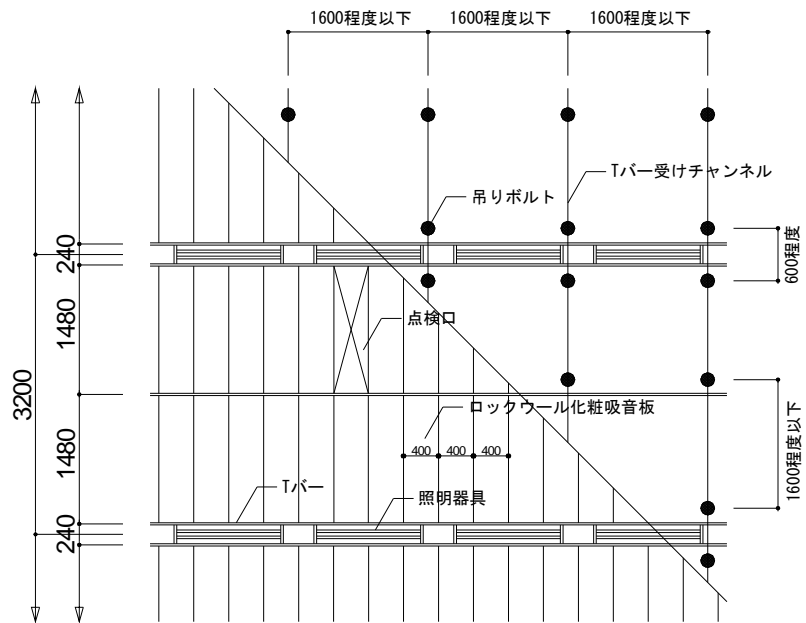 1600程度以下
1600程度以下
1600程度以下
Tバー受けチャンネル
吊りボルト
240
600程度
点検口
1480
3200
ロックウール化粧吸音板
400
400
400
1480
1600程度以下
Tバー
照明器具
240